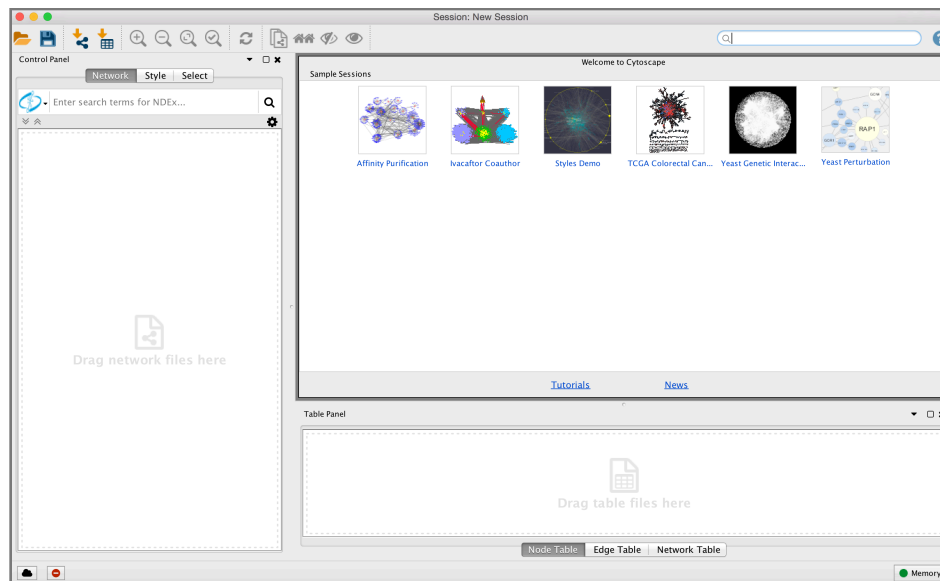 Session: New Session
Control Panel
Network
Style
Select
Enter search terms for NDEx...
Drag network files here
Welcome to Cytoscape
Sample Sessions
RAP1
Affinity Purification
Ivacaftor Coauthor
Styles Demo
TCGA Colorectal Can...
Yeast Genetic Interac...
Yeast Perturbation
Tutorials
News
Table Panel
Drag table files here
Node Table
Edge Table
Network Table
Memory